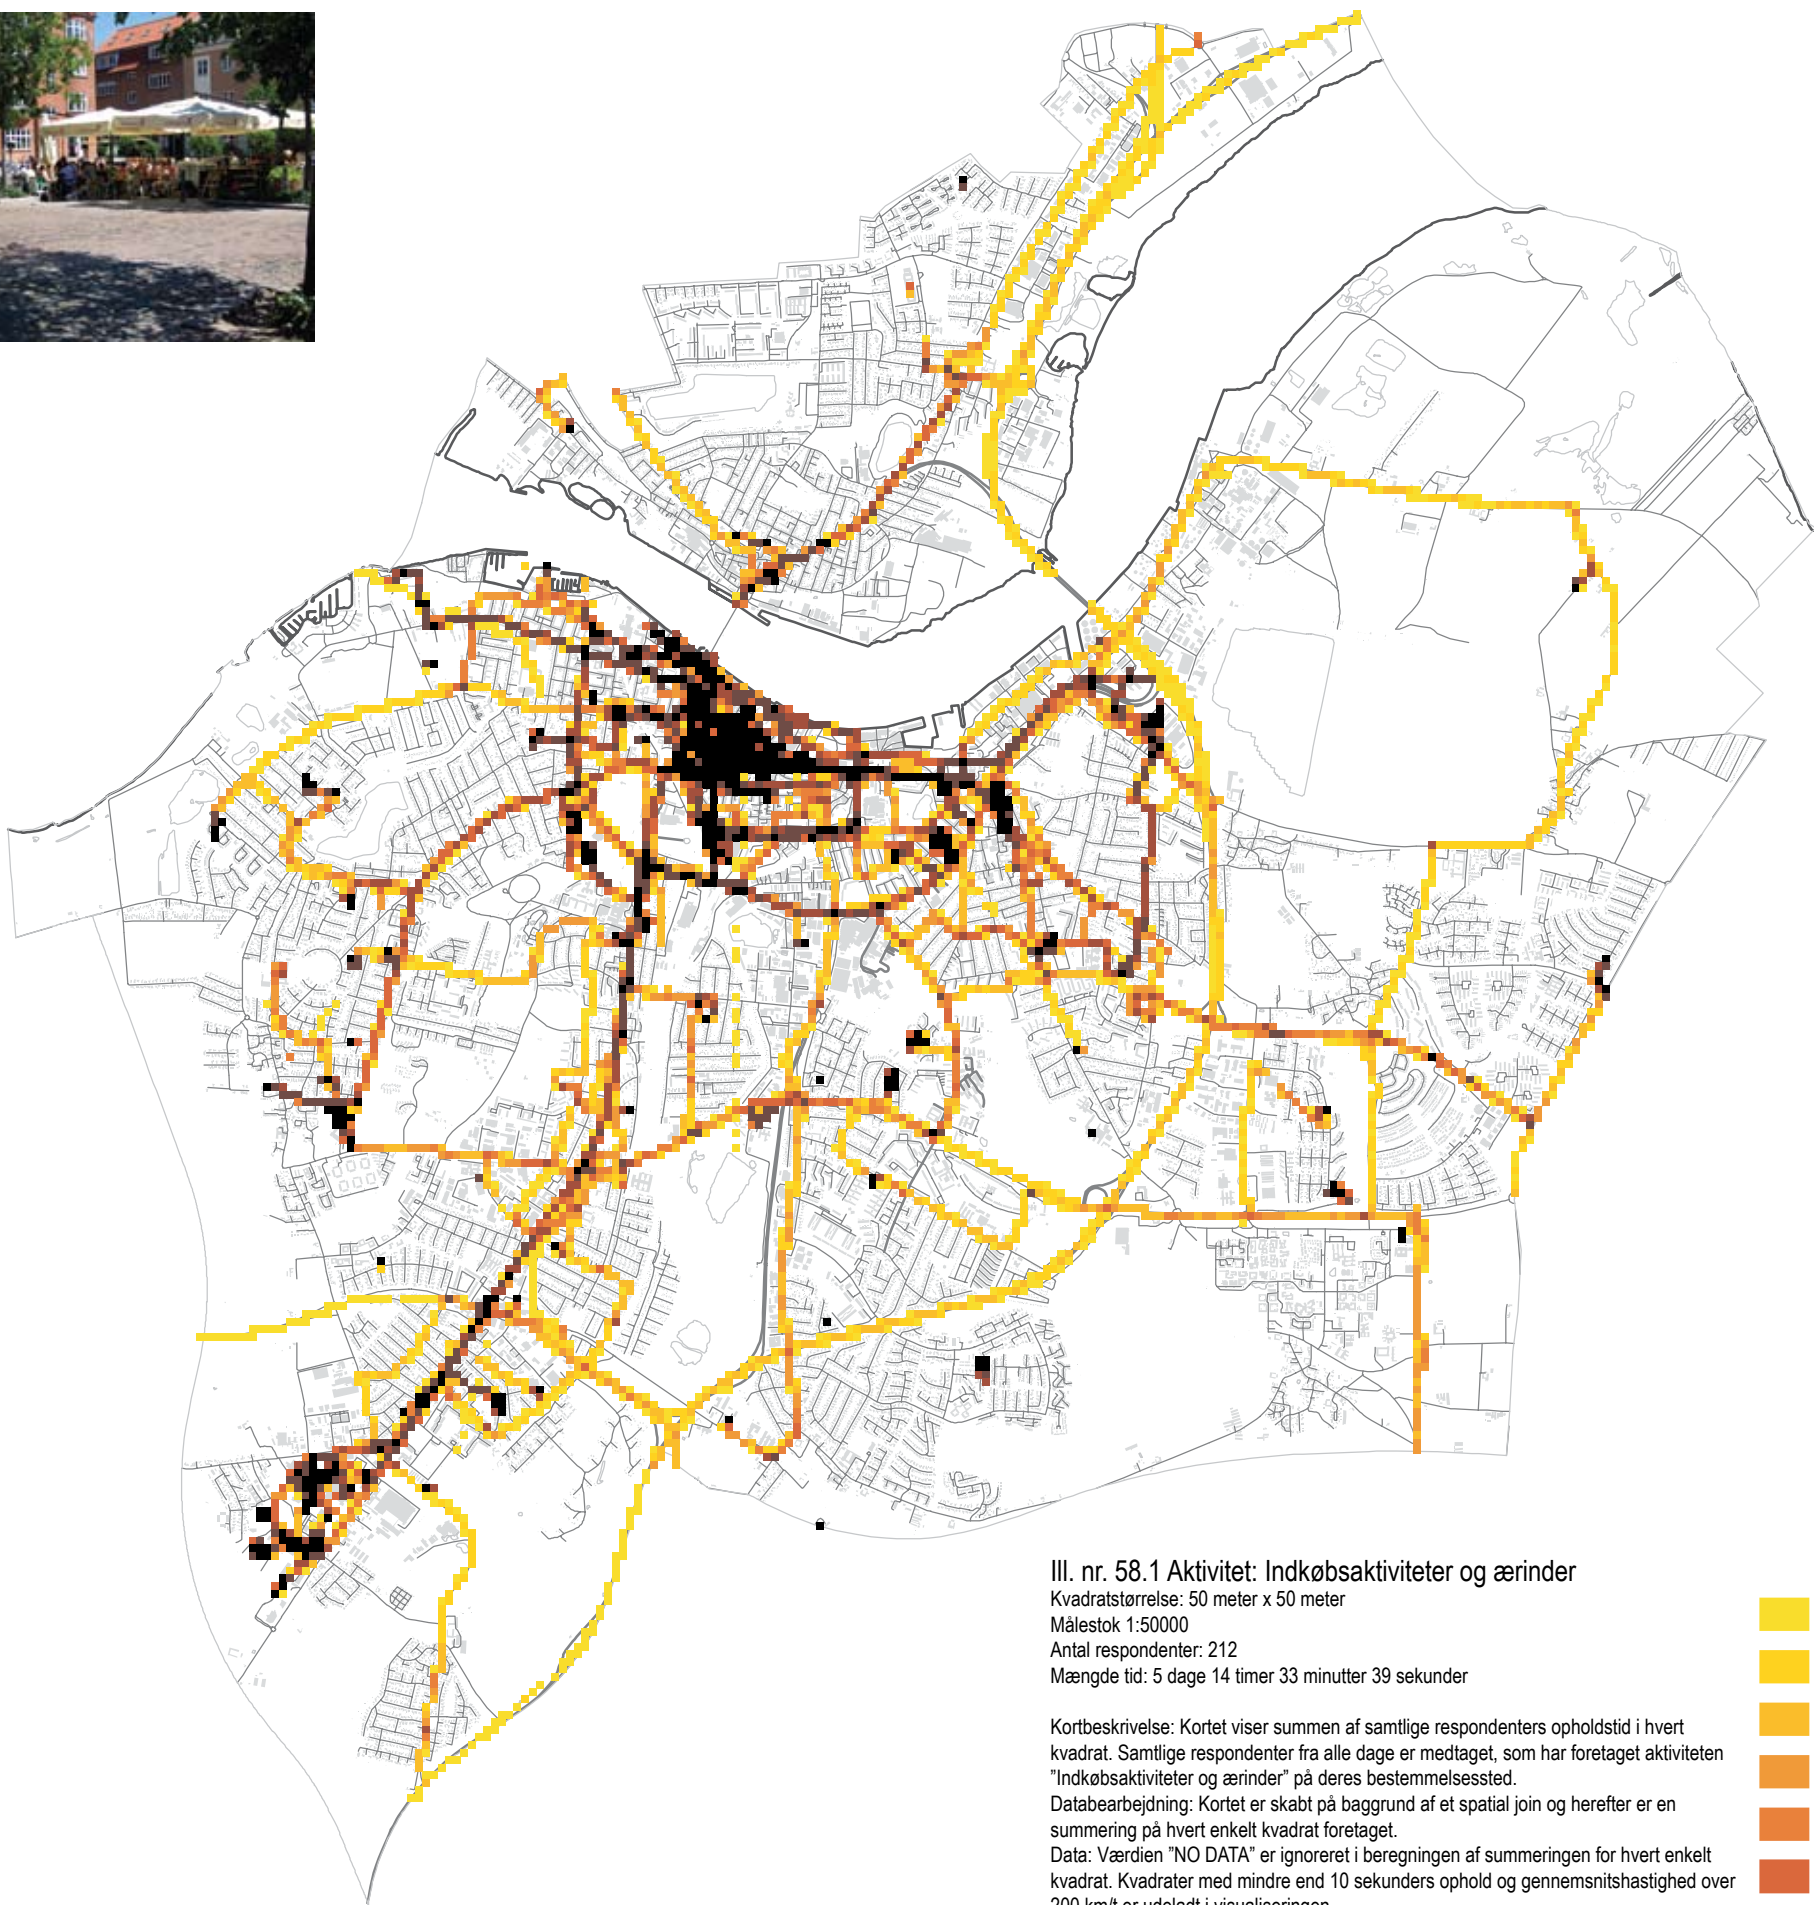 Ill. nr. 58.1 Aktivitet: Indkøbsaktiviteter og ærinder
Kvadratstørrelse: 50 meter x 50 meter
Målestok 1:50000
Antal respondenter: 212
Mængde tid: 5 dage 14 timer 33 minutter 39 sekunder
Kortbeskrivelse: Kortet viser summen af samtlige respondenters opholdstid i hvert
kvadrat. Samtlige respondenter fra alle dage er medtaget, som har foretaget aktiviteten
”Indkøbsaktiviteter og ærinder” på deres bestemmelsessted.
Databearbejdning: Kortet er skabt på baggrund af et spatial join og herefter er en
summering på hvert enkelt kvadrat foretaget.
Data: Værdien ”NO DATA” er ignoreret i beregningen af summeringen for hvert enkelt
kvadrat. Kvadrater med mindre end 10 sekunders ophold og gennemsnitshastighed over
200 km/t er udeladt i visualiseringen